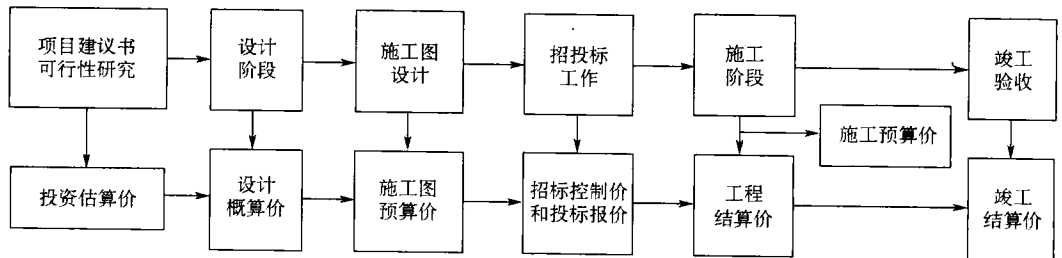 项目建议书
可行性研究
设计
阶段
施工图
设计
招投标
工作
施工
阶段
竣工
验收
施工预算价
投资估算价
设计
概算价
施工图
预算价
招标控制价
和投标报价
工程
结算价
竣工
结算价